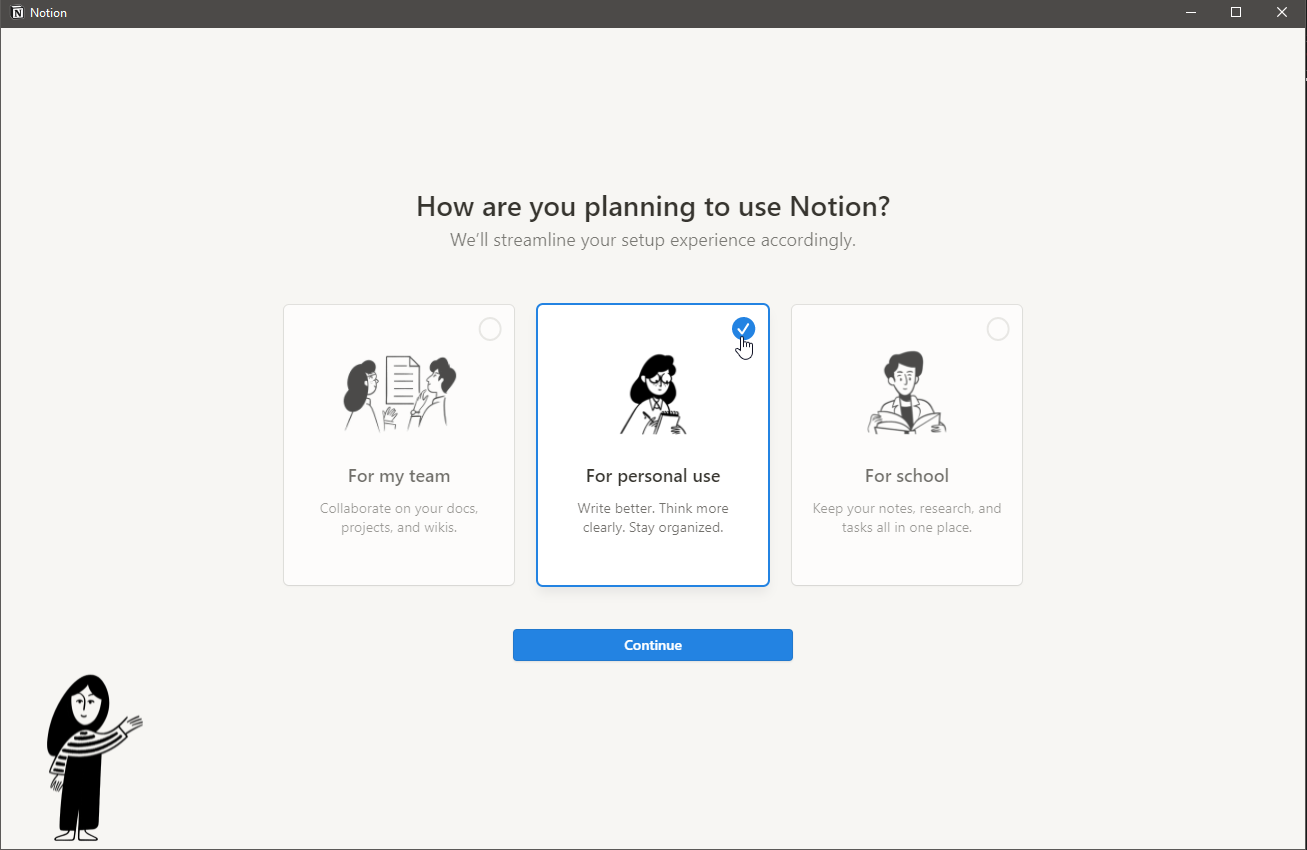 Notion
How are you planning to use Notion?
We'll streamline your setup experience accordingly.
For my team
Collaborate on your docs,
projects, and wikis.
For personal use
Write better. Think more
clearly. Stay organized.
For school
Keep your notes, research, and
tasks all in one place.
Continue